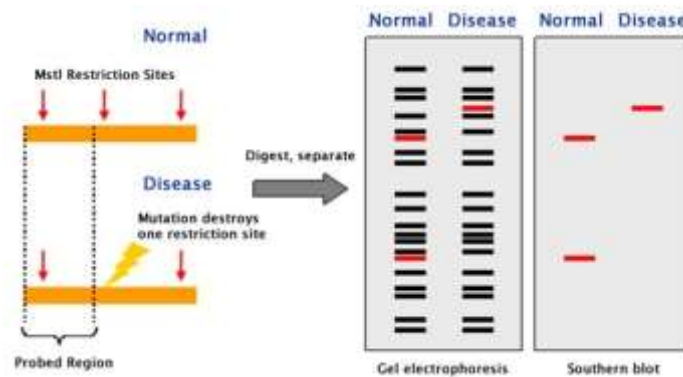 Normal
MstI Restriction Sites
Disease
Mutation destroys
one restriction site
Probed Region
Digest, separate
Normal Disease
Gel electrophoresis
Normal Disease
Southern blot